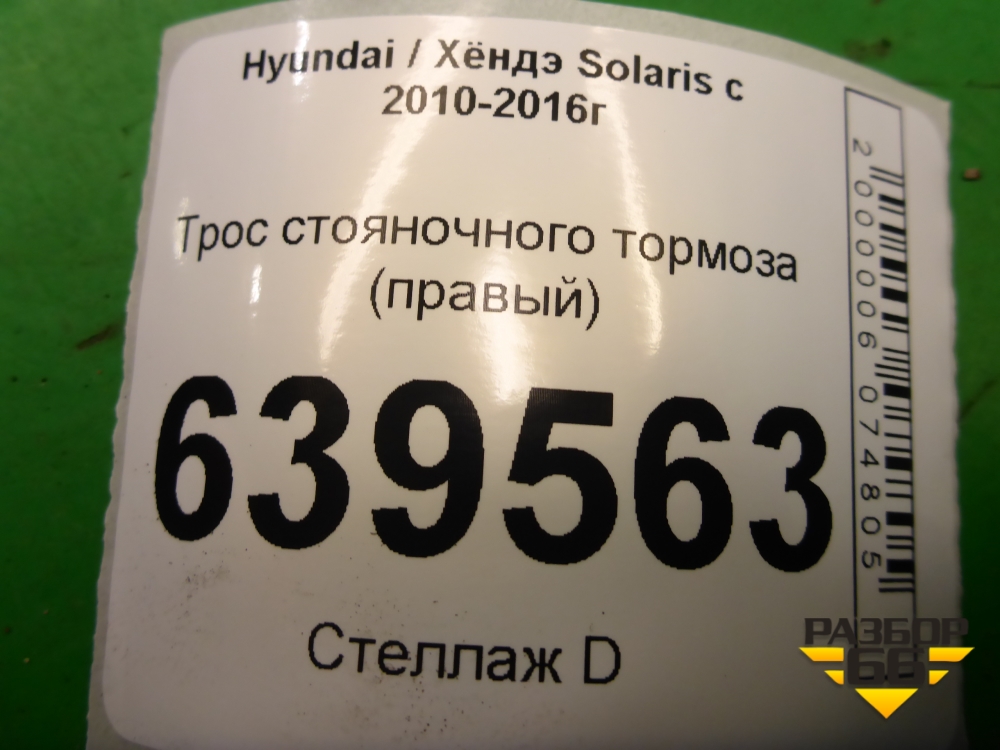 Hyundai / Хёндэ Solaris с
2010-2016г
Трос стояночного тормоза
(правый)
639563
Стеллаж D
2000006074805
РАЗБОР
66